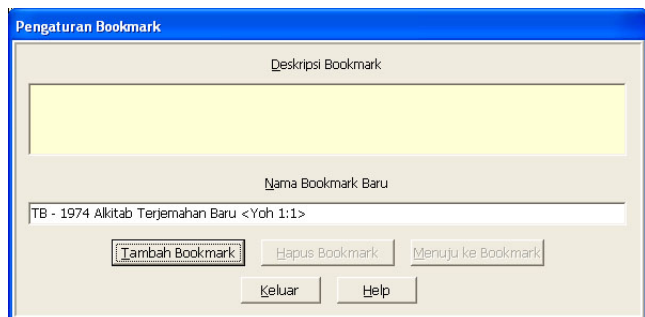 Pengaturan Bookmark
Deskripsi Bookmark
Nama Bookmark Baru
TB - 1974 Alkitab Terjemahan Baru <Yoh 1:1>
Tambah Bookmark Hapus Bookmark Menuju ke Bookmark
Keluar Help